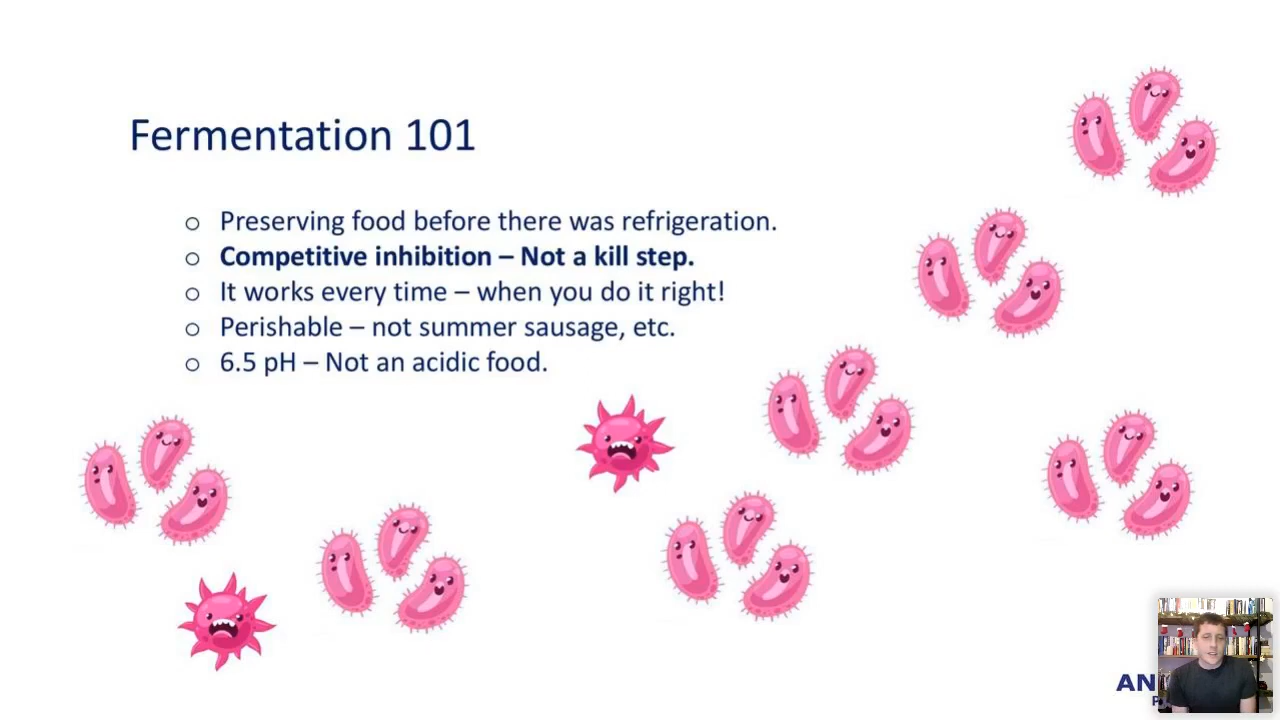 Fermentation 101
Preserving food before there was refrigeration.
Competitive inhibition – Not a kill step.
It works every time – when you do it right!
Perishable – not summer sausage, etc.
6.5 pH – Not an acidic food.